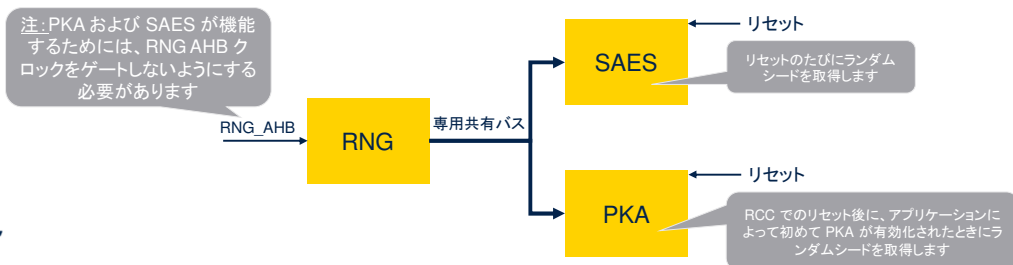 注:PKA および SAES が機能
するためには、RNG AHB ク
ロックをゲートしないようにする
必要があります
リセット
SAES
リセットのたびにランダム
シードを取得します
RNG_AHB
RNG
専用共有バス
リセット
PKA
RCC でのリセット後に、アプリケーションに
よって初めて PKA が有効化されたときにラ
ンダムシードを取得します